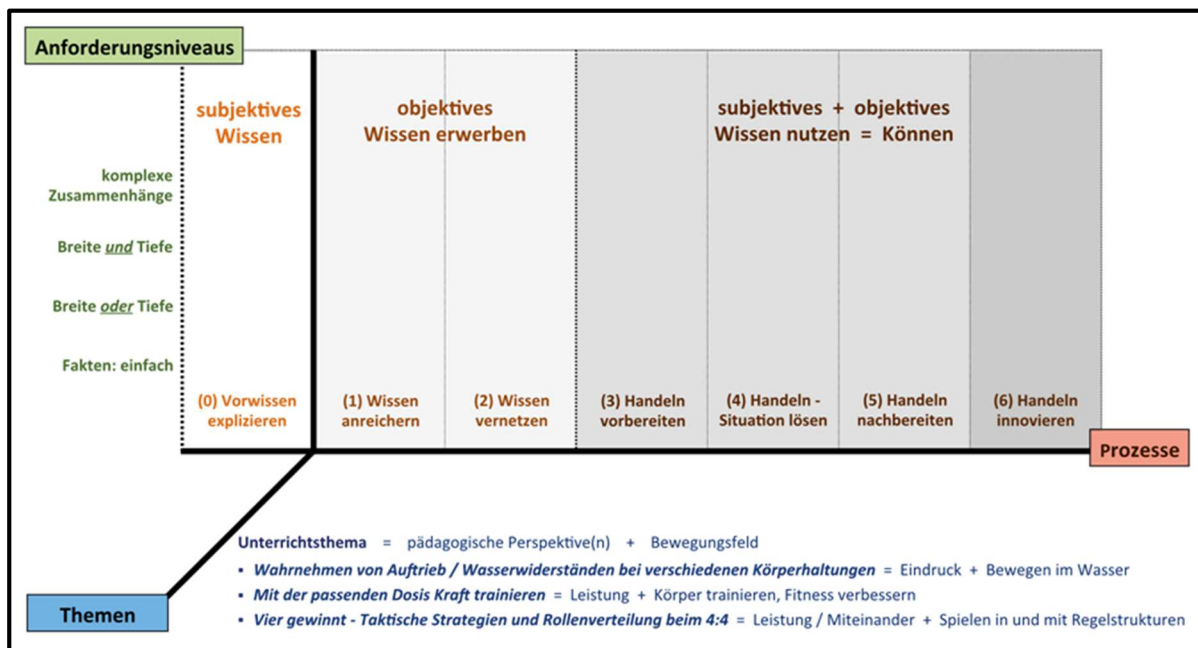 Anforderungsniveaus
subjektives
Wissen
objektives
Wissen erwerben
subjektives + objektives
Wissen nutzen = Können
komplexe
Zusammenhänge
Breite und Tiefe
Breite oder Tiefe
Fakten: einfach
(0) Vorwissen
explizieren
(1) Wissen
anreichern
(2) Wissen
vernetzen
(3) Handeln
vorbereiten
(4) Handeln -
Situation lösen
(5) Handeln
nachbereiten
(6) Handeln
innovieren
Prozesse
Unterrichtsthema = pädagogische Perspektive(n) + Bewegungsfeld
• Wahrnehmen von Auftrieb / Wasserwiderständen bei verschiedenen Körperhaltungen = Eindruck + Bewegen im Wasser
• Mit der passenden Dosis Kraft trainieren = Leistung + Körper trainieren, Fitness verbessern
• Vier gewinnt - Taktische Strategien und Rollenverteilung beim 4:4 = Leistung / Miteinander + Spielen in und mit Regelstrukturen
Themen